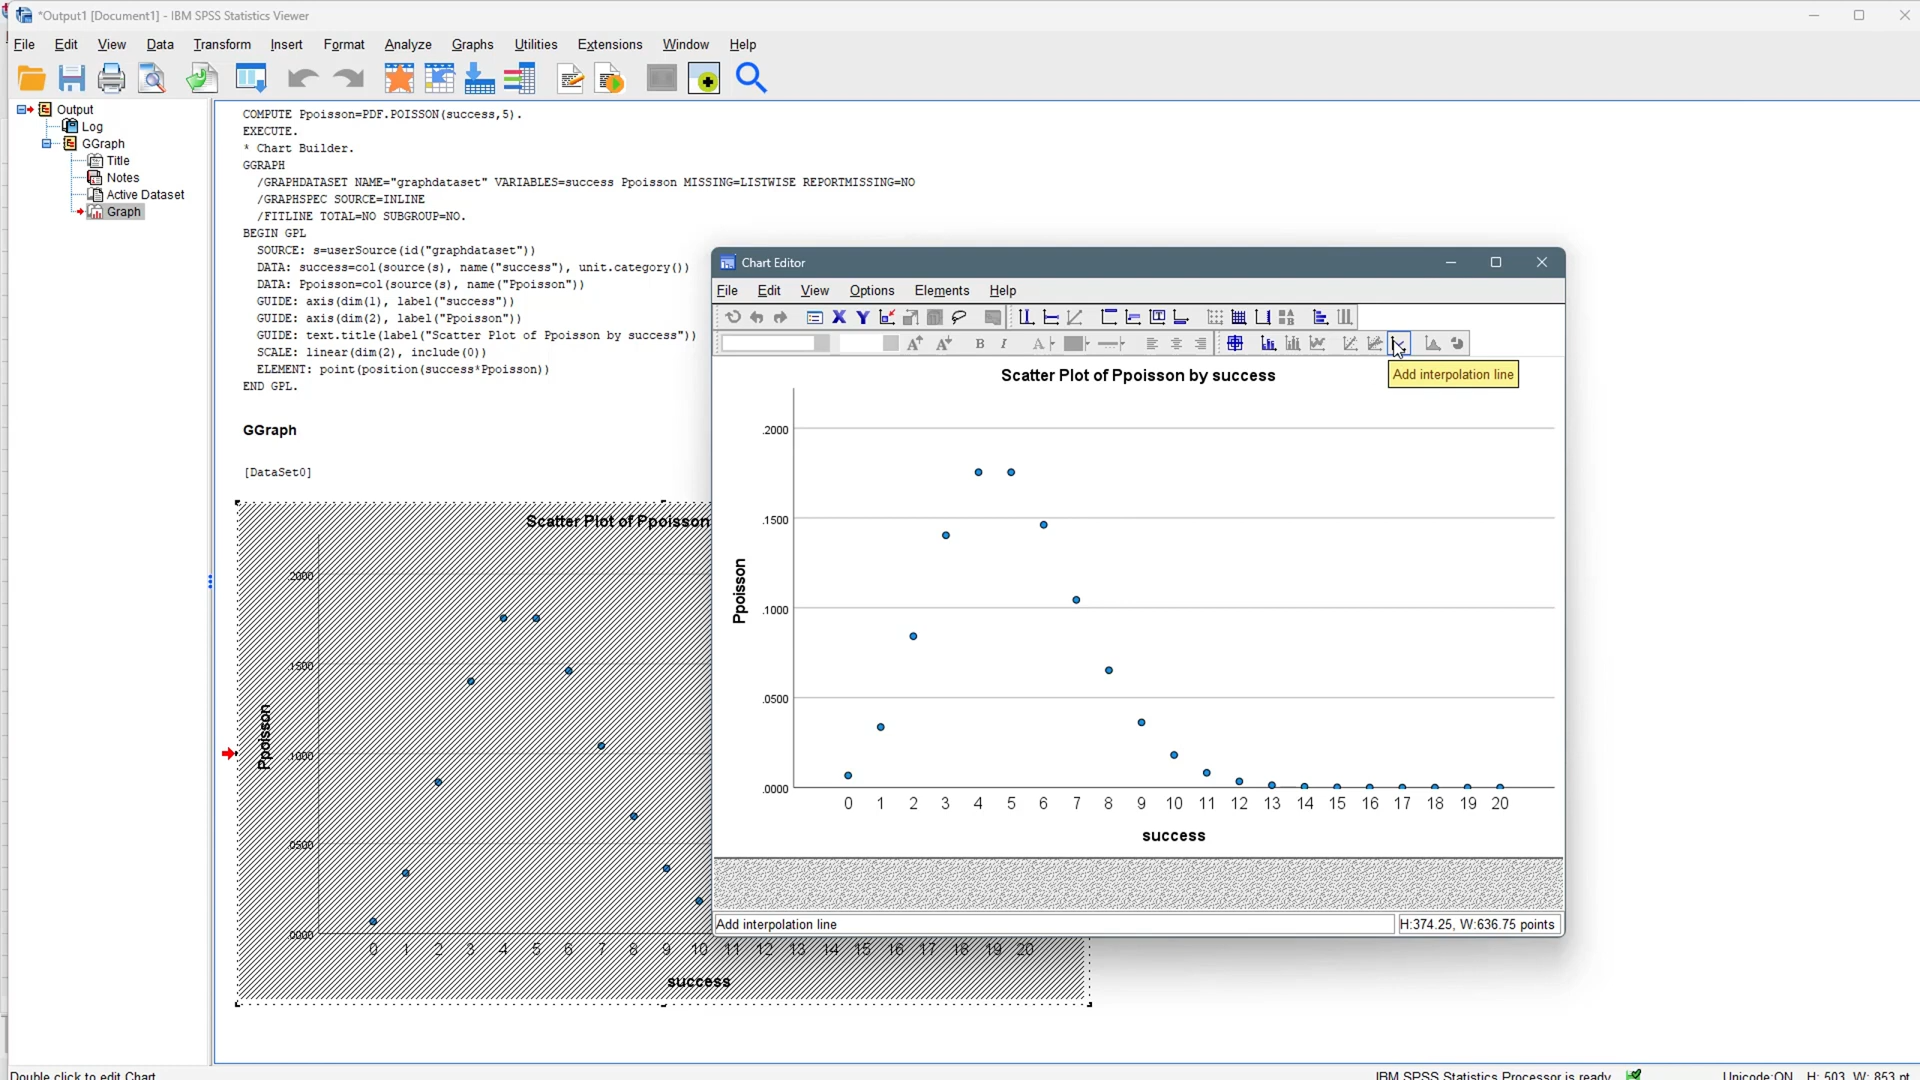 *Output1 [Document1] - IBM SPSS Statistics Viewer
File Edit View Data Transform Insert Format Analyze Graphs Utilities Extensions Window Help
Output
Log
GGraph
Title
Notes
Active Dataset
Graph
COMPUTE Ppoisson=PDF.POISSON(success,5).
EXECUTE.
* Chart Builder.
GGRAPH
/GRAPHDATASET NAME="graphdataset" VARIABLES=success Ppoisson MISSING=LISTWISE REPORTMISSING=NO
/GRAPHSPEC SOURCE=INLINE
/FITLINE TOTAL=NO SUBGROUP=NO.
BEGIN GPL
SOURCE: s=userSource(id("graphdataset"))
DATA: success=col(source(s), name("success"), unit.category())
DATA: Ppoisson=col(source(s), name("Ppoisson"))
GUIDE: axis(dim(1), label("success"))
GUIDE: axis(dim(2), label("Ppoisson"))
GUIDE: text.title(label("Scatter Plot of Ppoisson by success"))
SCALE: linear(dim(2), include(0))
ELEMENT: point(position(success*Ppoisson))
END GPL.
GGraph
[DataSet0]
Scatter Plot of Ppoisson
.2000
.1500
.1000
.0500
.0000
Ppoisson
0 1 2 3 4 5 6 7 8 9 10 11 12 13 14 15 16 17 18 19 20
success
Chart Editor
File Edit View Options Elements Help
Add interpolation line
Scatter Plot of Ppoisson by success
.2000
.1500
.1000
.0500
.0000
Ppoisson
0 1 2 3 4 5 6 7 8 9 10 11 12 13 14 15 16 17 18 19 20
success
Add interpolation line
H:374.25, W:636.75 points
Double click to edit Chart
IBM SPSS Statistics Processor is ready
Unicode:ON H: 503, W: 853 pt.